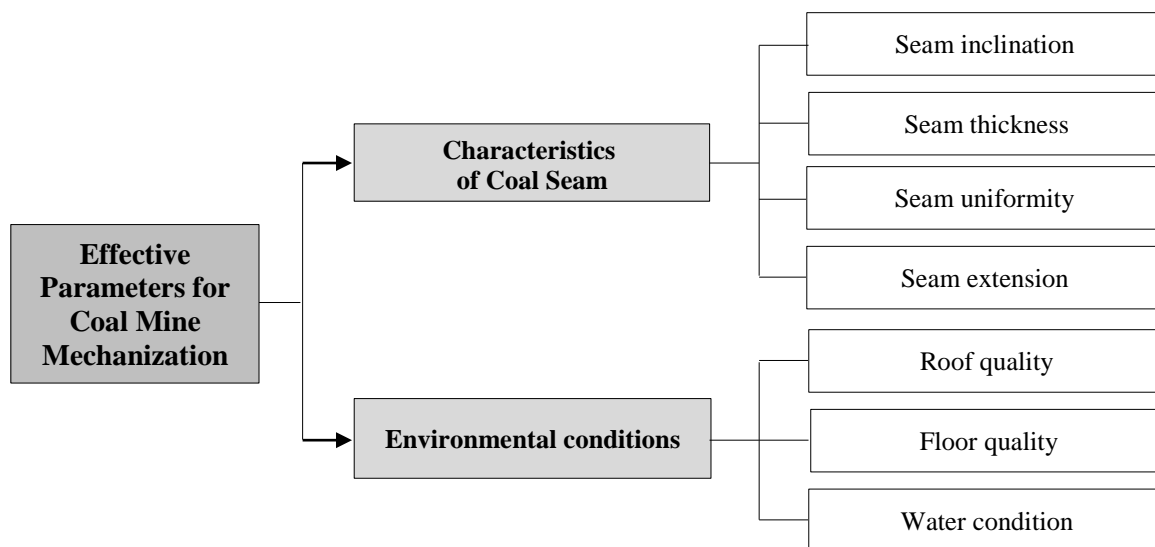 Effective
Parameters for
Coal Mine
Mechanization
Characteristics
of Coal Seam
Seam inclination
Seam thickness
Seam uniformity
Seam extension
Environmental conditions
Roof quality
Floor quality
Water condition